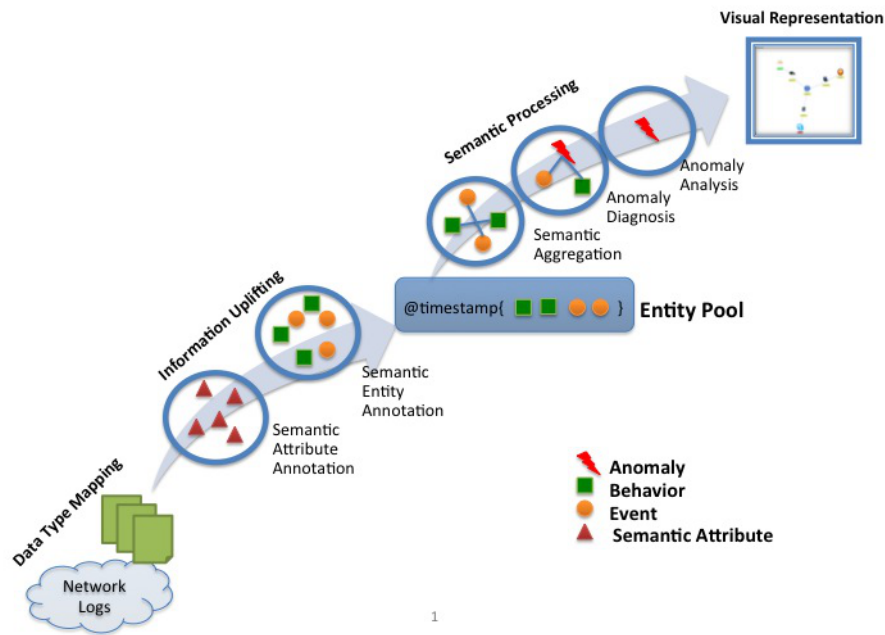 Visual Representation
Semantic Processing
Anomaly
Analysis
Anomaly
Diagnosis
Semantic
Aggregation
@timestamp{ }
Entity Pool
Information Uplifting
Semantic
Entity
Annotation
Semantic
Attribute
Annotation
Data Type Mapping
Network
Logs
Anomaly
Behavior
Event
Semantic Attribute
1